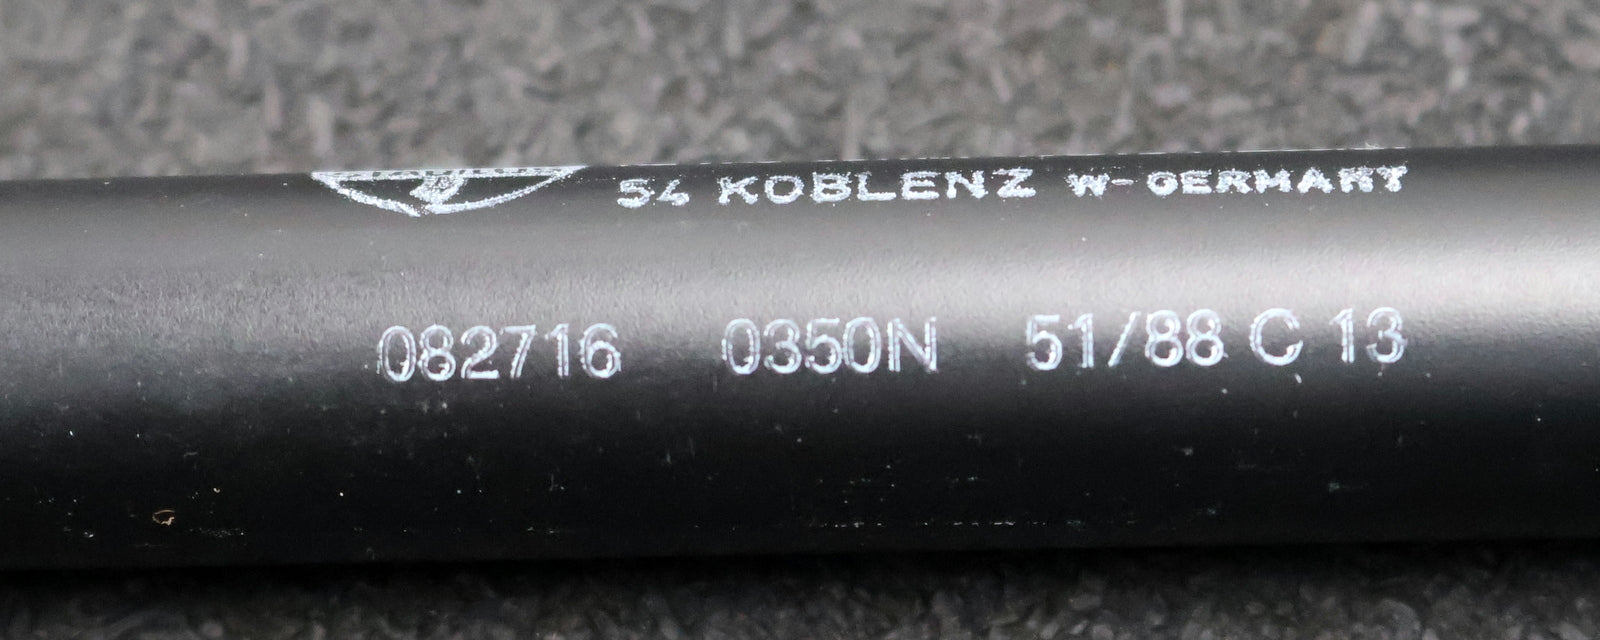 54 KOBLENZ W-GERMANY
082716 0350N 51/88 C 13